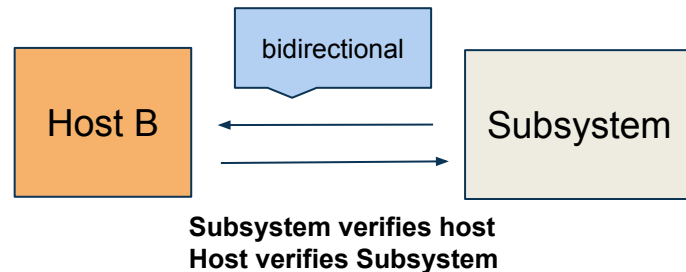 bidirectional
Host B
Subsystem
Subsystem verifies host
Host verifies Subsystem